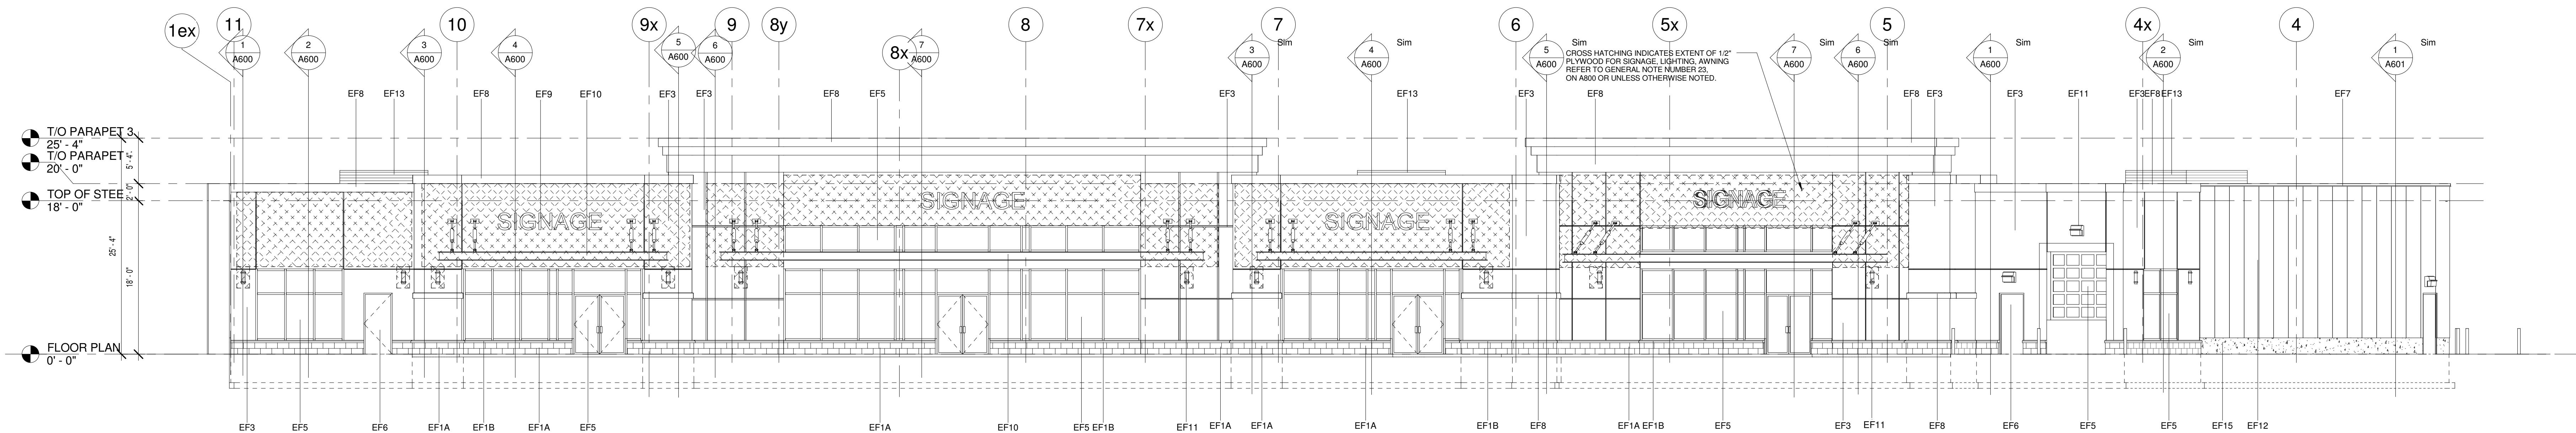 1ex
11
10
9x
9
8y
8x
8
7x
7
6
5x
5
4x
4
1
A600
2
A600
3
A600
4
A600
5
A600
6
A600
7
A600
3
A600
Sim
4
A600
Sim
5
A600
Sim
7
A600
Sim
6
A600
Sim
1
A600
Sim
2
A600
Sim
1
A601
Sim
CROSS HATCHING INDICATES EXTENT OF 1/2"
PLYWOOD FOR SIGNAGE, LIGHTING, AWNING
REFER TO GENERAL NOTE NUMBER 23,
ON A800 OR UNLESS OTHERWISE NOTED.
EF8
EF13
EF8
EF9
EF10
EF3
EF3
EF8
EF5
EF3
EF13
EF3
EF8
EF8
EF3
EF3
EF11
EF3
EF8
EF13
EF7
T/O PARAPET 3
25' - 4"
T/O PARAPET
20' - 0"
TOP OF STEE
18' - 0"
FLOOR PLAN
0' - 0"
5' - 4"
2' - 0"
25' - 4"
18' - 0"
SIGNAGE
SIGNAGE
SIGNAGE
SIGNAGE
EF3
EF5
EF6
EF1A
EF1B
EF1A
EF5
EF1A
EF10
EF5
EF1B
EF11
EF1A
EF1A
EF1A
EF1B
EF8
EF1A
EF1B
EF5
EF3
EF11
EF8
EF6
EF5
EF5
EF15
EF12